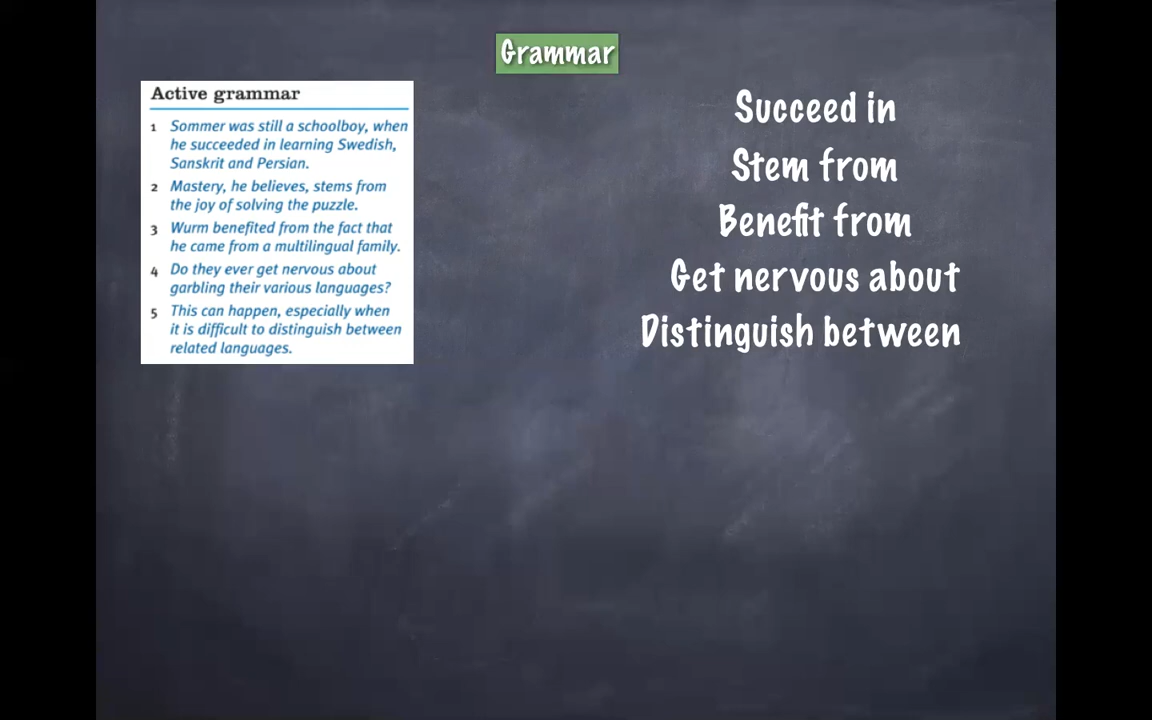 Grammar
Active grammar
1 Sommer was still a schoolboy, when
he succeeded in learning Swedish,
Sanskrit and Persian.
2 Mastery, he believes, stems from
the joy of solving the puzzle.
3 Wurm benefited from the fact that
he came from a multilingual family.
4 Do they ever get nervous about
garbling their various languages?
5 This can happen, especially when
it is difficult to distinguish between
related languages.
Succeed in
Stem from
Benefit from
Get nervous about
Distinguish between